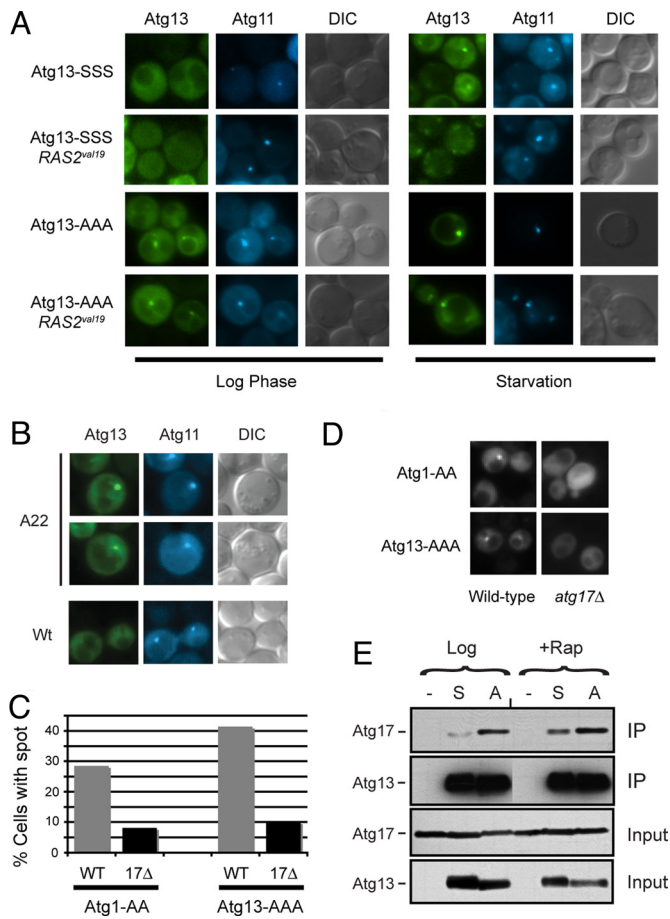 A
Atg13 Atg11 DIC Atg13 Atg11 DIC
Atg13-SSS
Atg13-SSS
RAS2val19
Atg13-AAA
Atg13-AAA
RAS2val19
Log Phase Starvation
B
Atg13 Atg11 DIC
A22
Wt
C
% Cells with spot
40
30
20
10
0
WT 17Δ WT 17Δ
Atg1-AA Atg13-AAA
D
Atg1-AA
Atg13-AAA
Wild-type atg17Δ
E
Log +Rap
- S A - S A
Atg17 IP
Atg13 IP
Atg17 Input
Atg13 Input